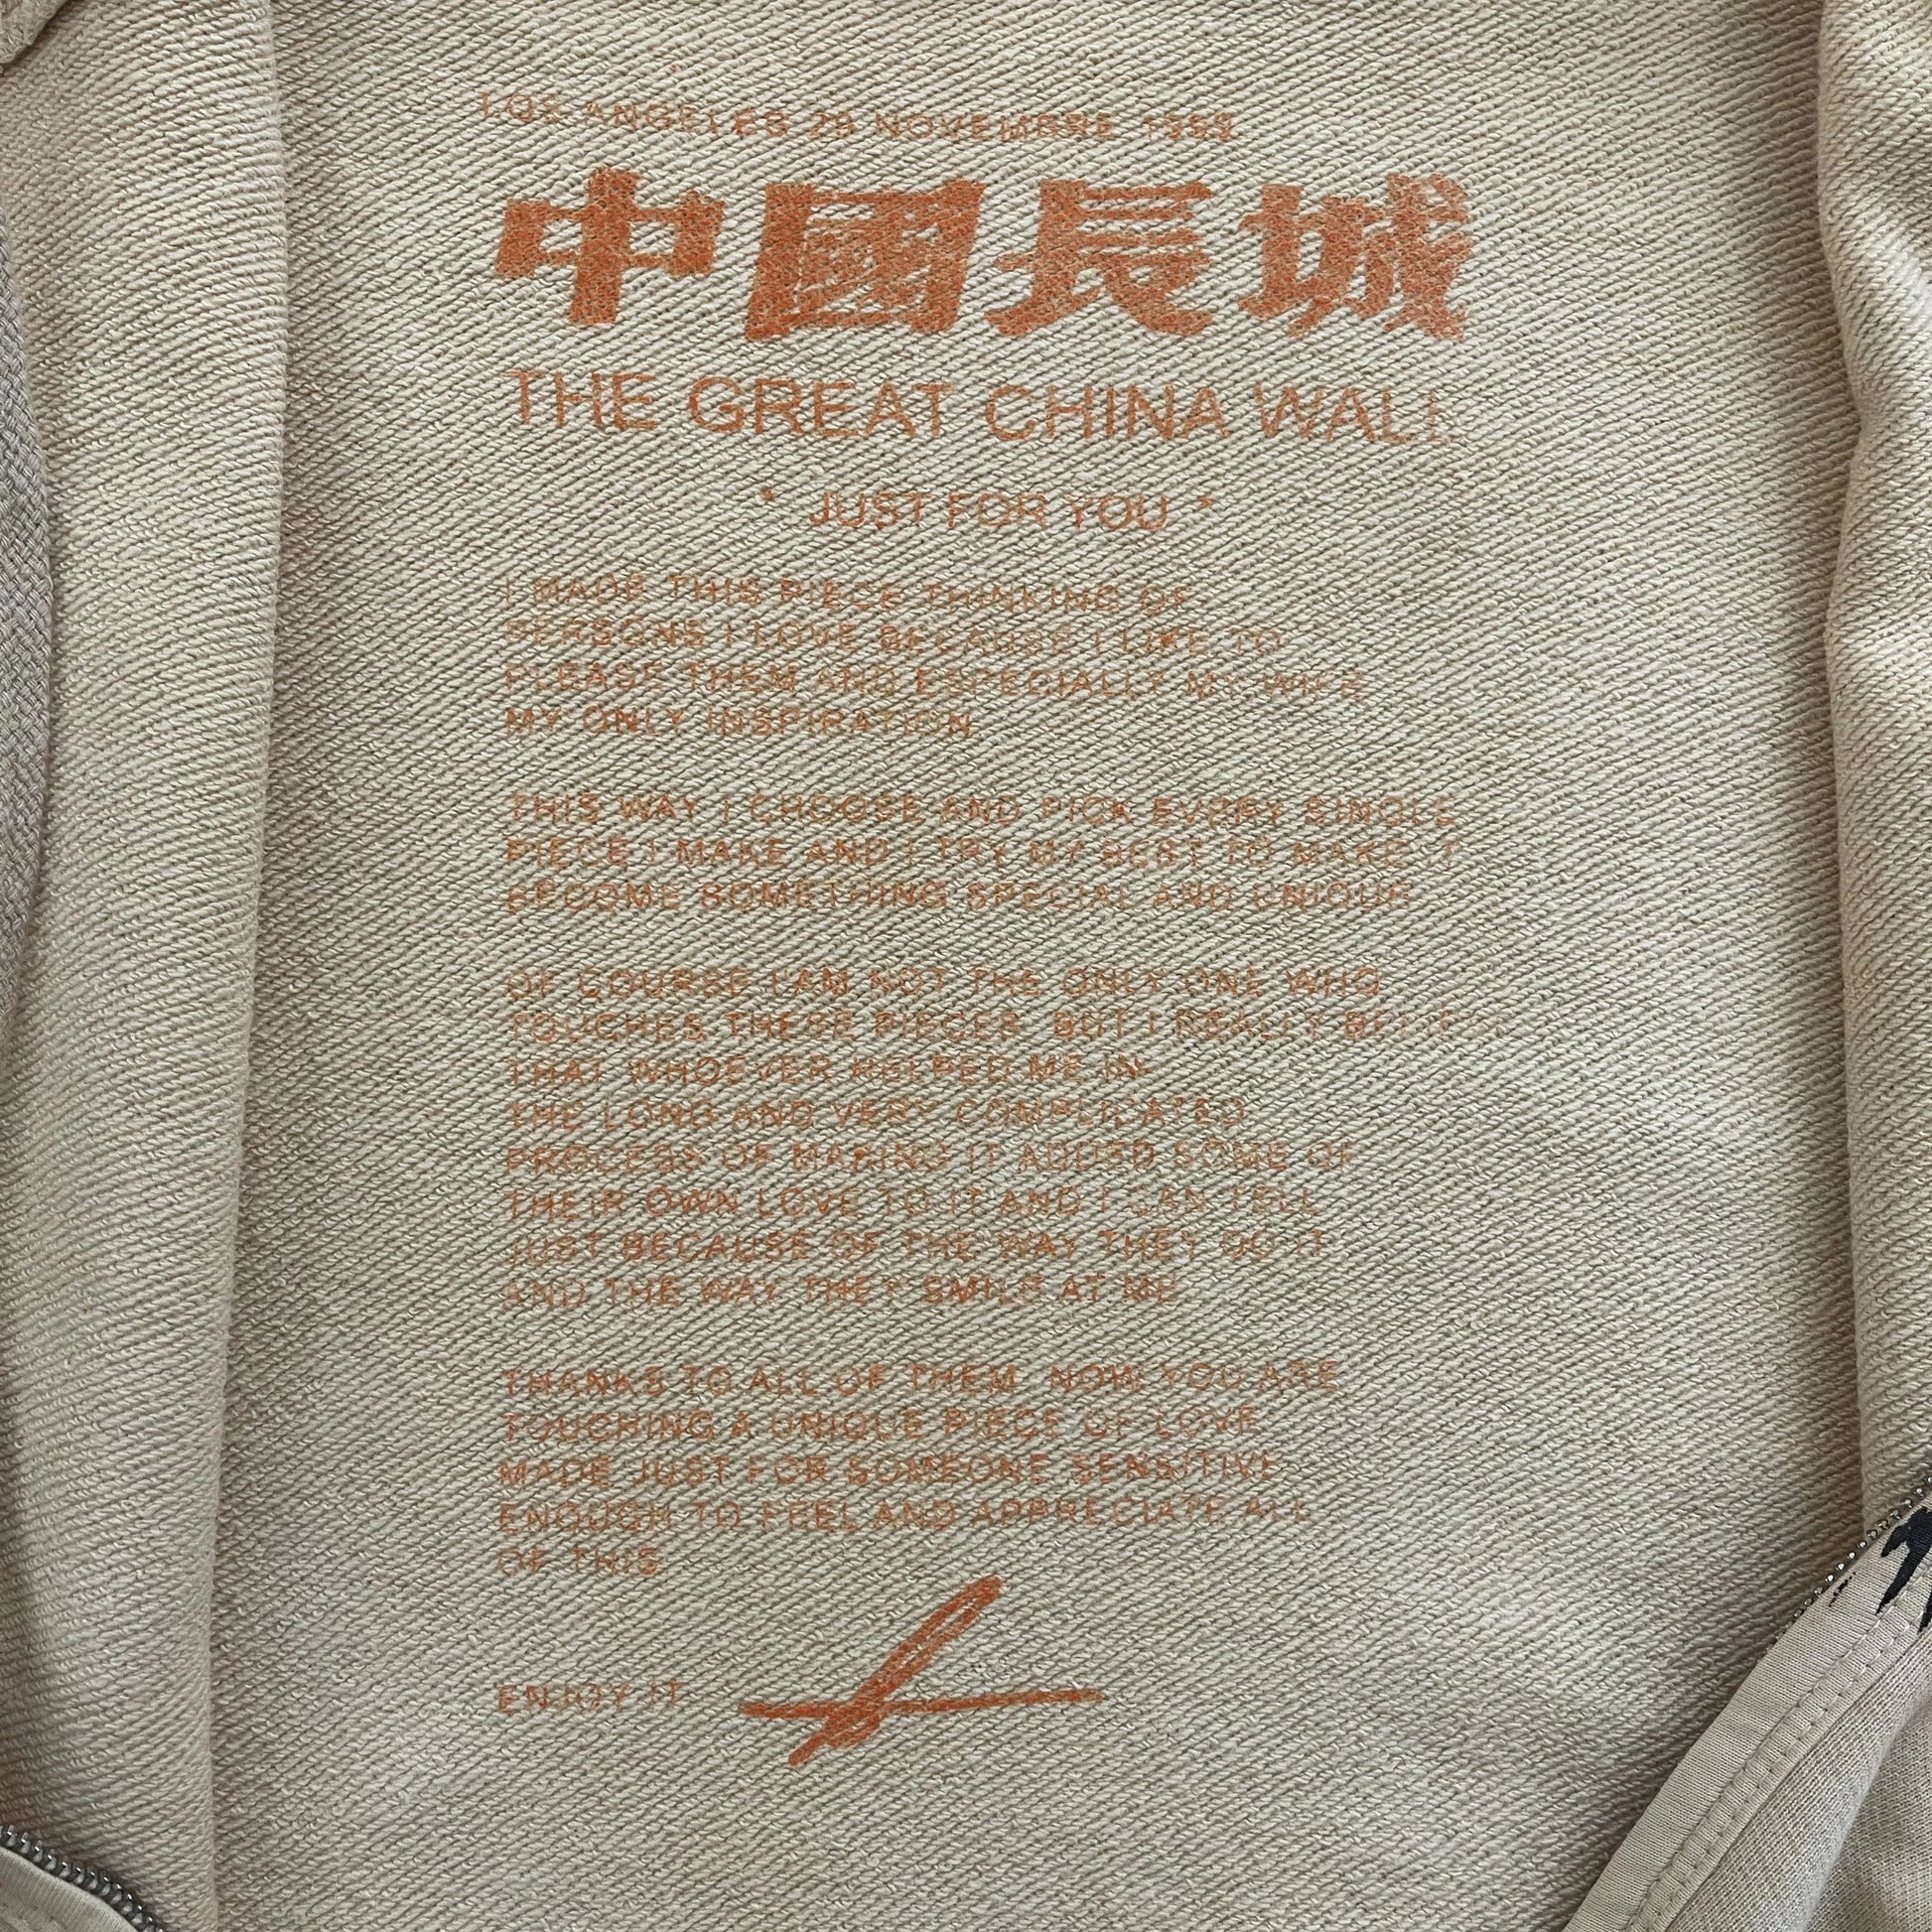 LOS ANGELES 29 NOVEMBRE
中國長城
THE GREAT CHINA WALL
* JUST FOR YOU *
I MADE THIS PIECE THINKING OF
PERSONS I LOVE BECAUSE I LIKE TO
PLEASE THEM AND ESPECIALLY MY WIFE
MY ONLY INSPIRATION
THIS WAY I CHOOSE AND PICK EVERY SINGLE
PIECE I MAKE AND I TRY MY BEST TO MAKE IT
BECOME SOMETHING SPECIAL AND UNIQUE
OF COURSE I AM NOT THE ONLY ONE WHO
TOUCHES THESE PIECES BUT I REALLY BELIEVE
THAT WHOEVER HELPED ME IN
THE LONG AND VERY COMPLICATED
PROCESS OF MAKING IT ADDED SOME OF
THEIR OWN LOVE TO IT AND I CAN TELL
JUST BECAUSE OF THE WAY THEY DO IT
AND THE WAY THEY SMILE AT ME
THANKS TO ALL OF THEM NOW YOU ARE
TOUCHING A UNIQUE PIECE OF LOVE
MADE JUST FOR SOMEONE SENSITIVE
ENOUGH TO FEEL AND APPRECIATE ALL
OF THIS
ENJOY IT